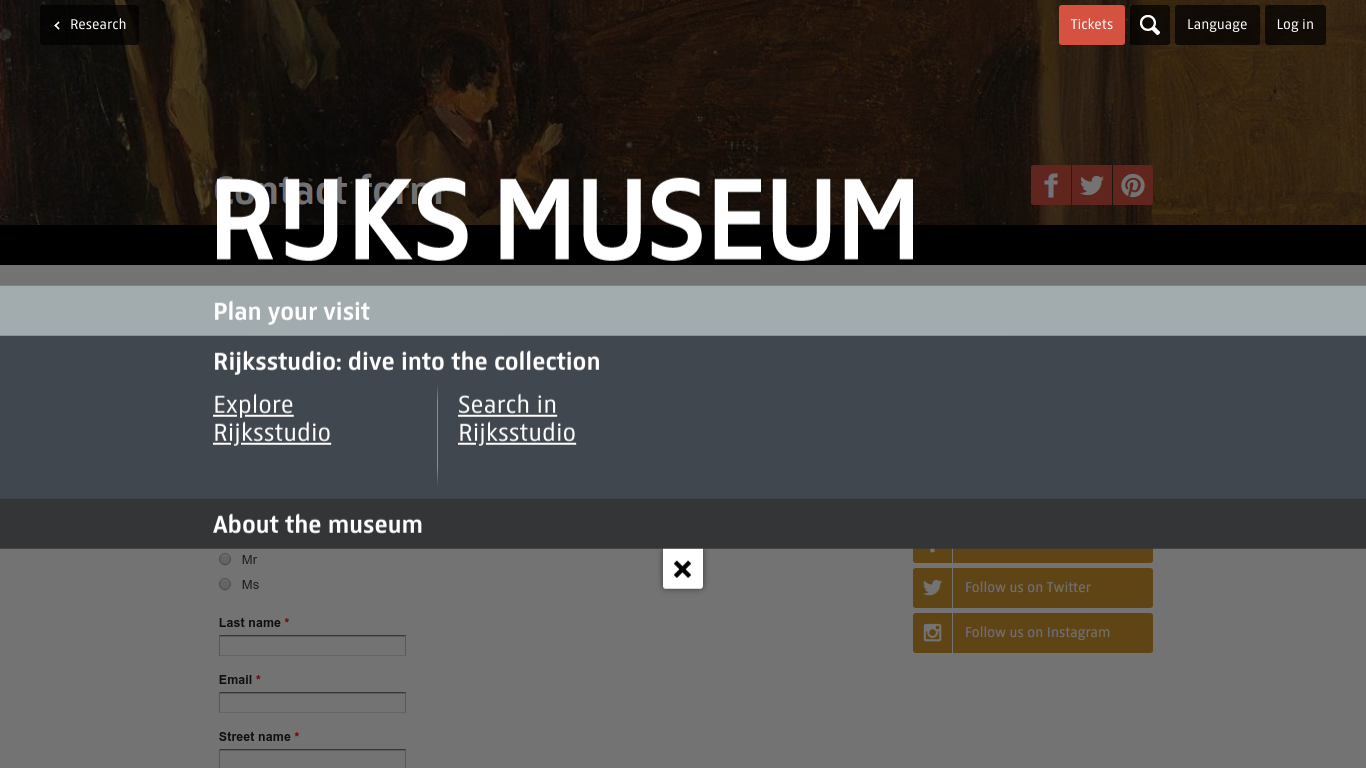 Research
Tickets
Language
Log in
Contact form
RIJKS MUSEUM
Plan your visit
Rijksstudio: dive into the collection
Explore
Rijksstudio
Search in
Rijksstudio
About the museum
Mr
Ms
Last name *
Email *
Street name *
Follow us on Twitter
Follow us on Instagram